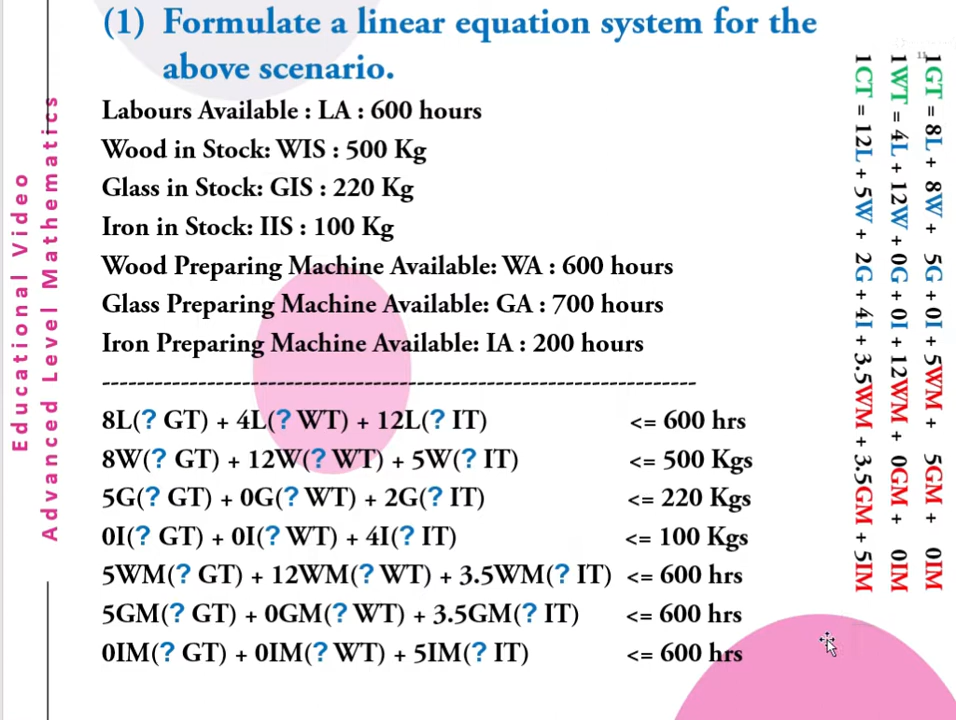 (1) Formulate a linear equation system for the
above scenario.
Labours Available : LA : 600 hours
Wood in Stock: WIS : 500 Kg
Glass in Stock: GIS : 220 Kg
Iron in Stock: IIS : 100 Kg
Wood Preparing Machine Available: WA : 600 hours
Glass Preparing Machine Available: GA : 700 hours
Iron Preparing Machine Available: IA : 200 hours
--------------------------------------------------------------------
8L(? GT) + 4L(? WT) + 12L(? IT) <= 600 hrs
8W(? GT) + 12W(? WT) + 5W(? IT) <= 500 Kgs
5G(? GT) + 0G(? WT) + 2G(? IT) <= 220 Kgs
0I(? GT) + 0I(? WT) + 4I(? IT) <= 100 Kgs
5WM(? GT) + 12WM(? WT) + 3.5WM(? IT) <= 600 hrs
5GM(? GT) + 0GM(? WT) + 3.5GM(? IT) <= 600 hrs
0IM(? GT) + 0IM(? WT) + 5IM(? IT) <= 600 hrs
Educational Video
Advanced Level Mathematics
11
1GT = 8L + 8W + 5G + 0I + 5WM + 5GM + 0IM
1WT = 4L + 12W + 0G + 0I + 12WM + 0GM + 0IM
1CT = 12L + 5W + 2G + 4I + 3.5WM + 3.5GM + 5IM